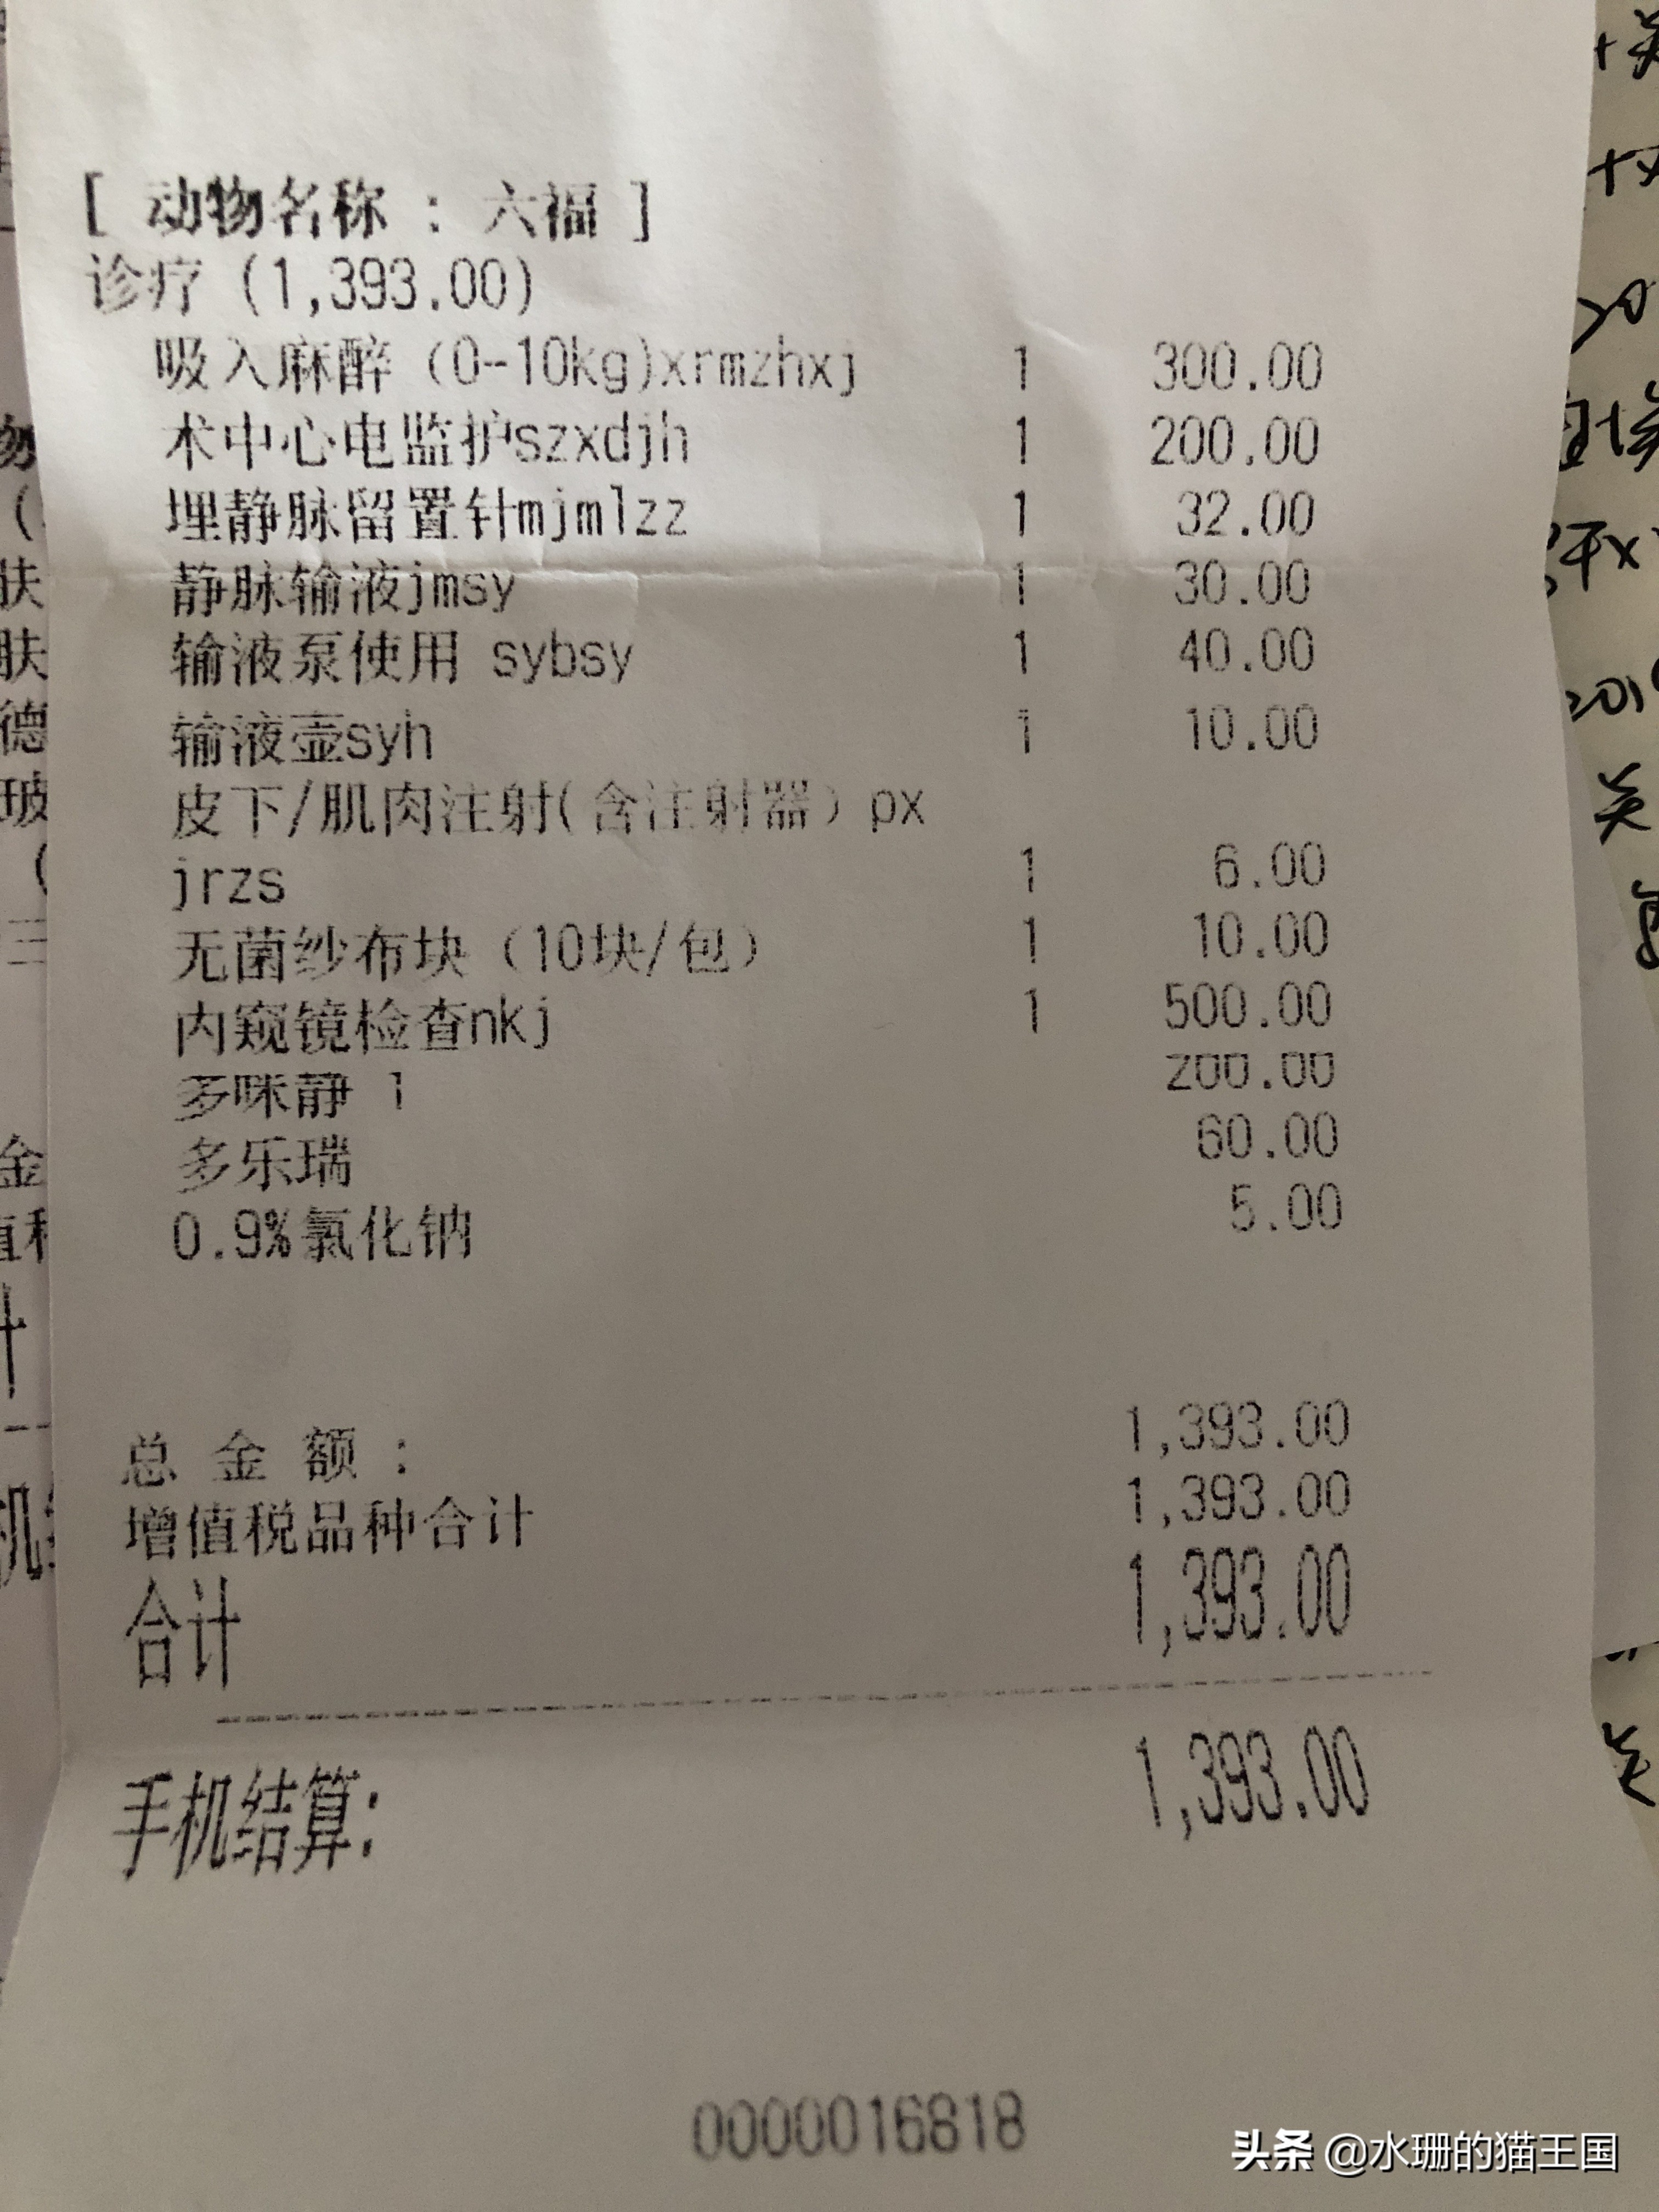 [ 动物名称 : 六福 ]
诊疗 (1,393.00)
吸入麻醉 (0-10kg)xrmzhxj 1 300.00
术中心电监护szxdjh 1 200.00
埋静脉留置针mjmlzz 1 32.00
静脉输液jmsy 1 30.00
输液泵使用 sybsy 1 40.00
输液壶syh 1 10.00
皮下/肌肉注射(含注射器) px
jrzs 1 6.00
无菌纱布块 (10块/包) 1 10.00
内窥镜检查nkj 1 500.00
多咪静 1 200.00
多乐瑞 60.00
0.9%氯化钠 5.00
总 金 额 : 1,393.00
增值税品种合计 1,393.00
合计 1,393.00
手机结算: 1,393.00
0000016818
头条 @水珊的猫王国